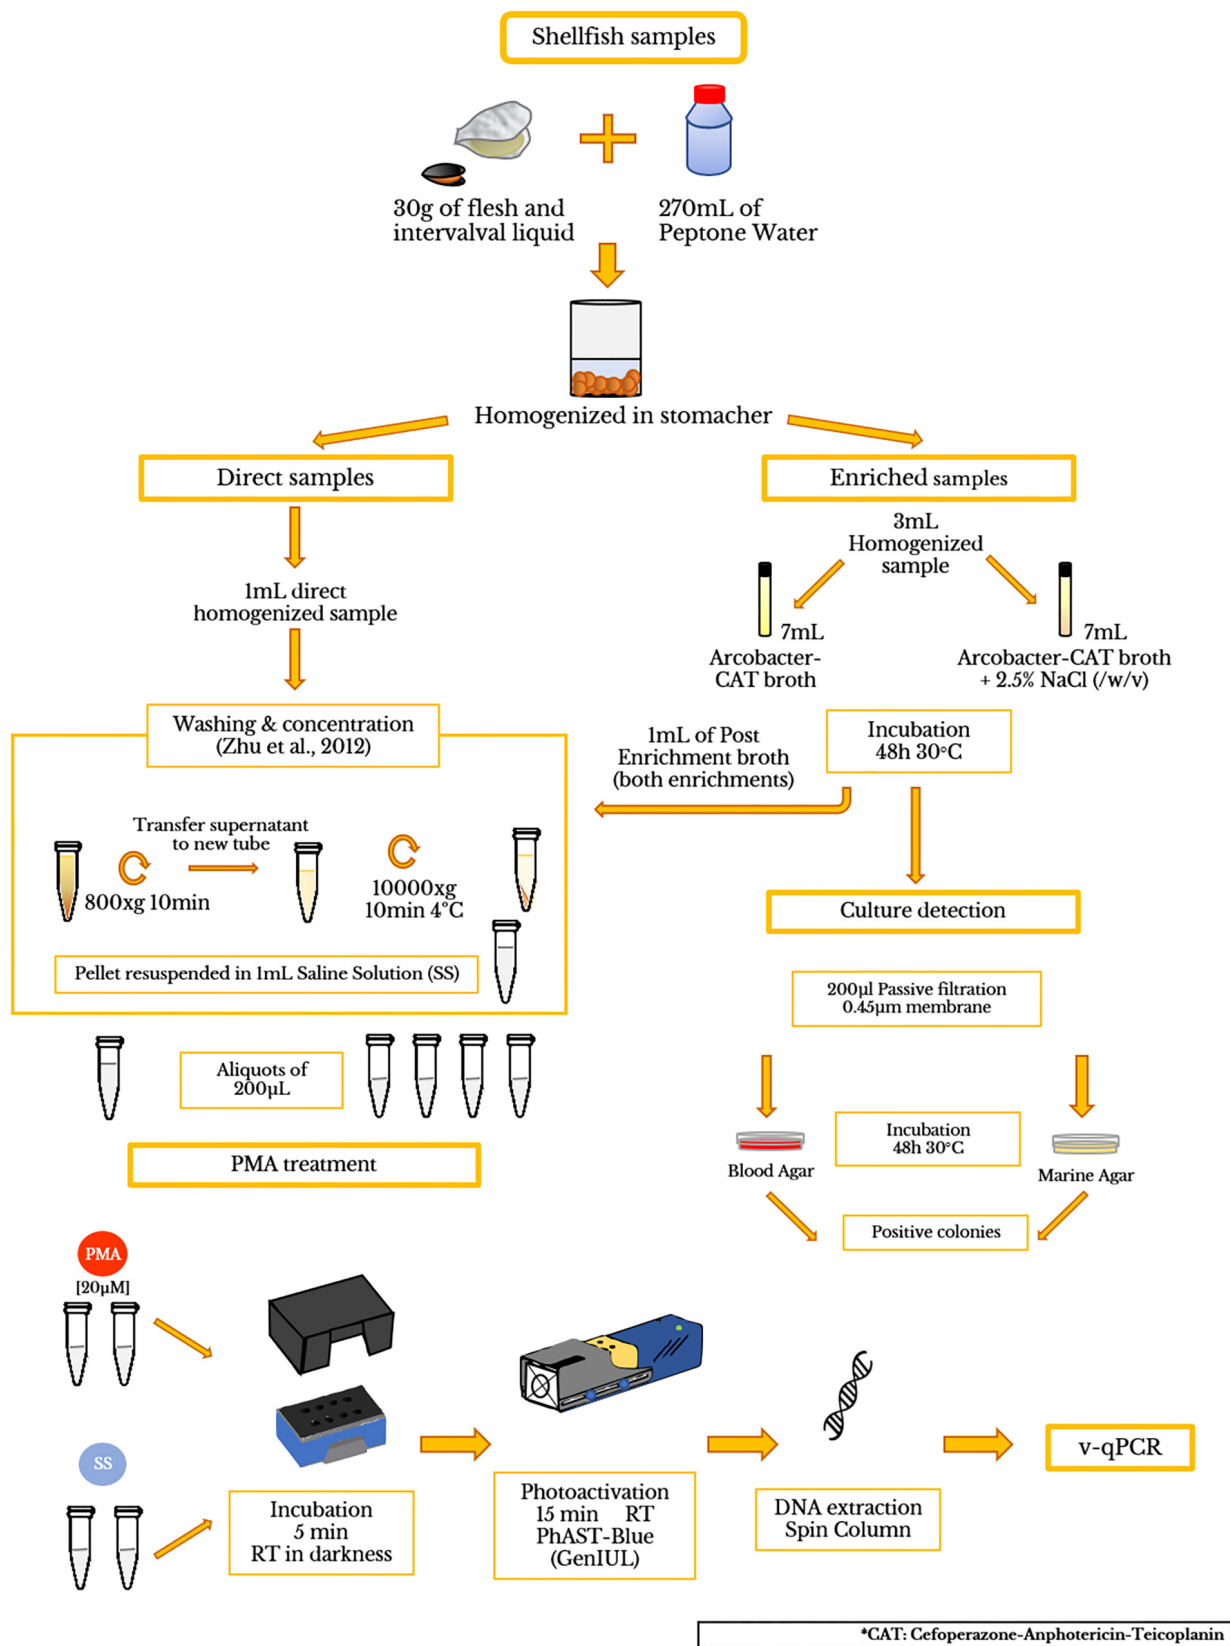 Shellfish samples
30g of flesh and
intervalval liquid
270mL of
Peptone Water
Homogenized in stomacher
Direct samples
Enriched samples
1mL direct
homogenized sample
3mL
Homogenized
sample
7mL
Arcobacter-
CAT broth
7mL
Arcobacter-CAT broth
+ 2.5% NaCl (/w/v)
Washing & concentration
(Zhu et al., 2012)
1mL of Post
Enrichment broth
(both enrichments)
Incubation
48h 30°C
Transfer supernatant
to new tube
800xg 10min
10000xg
10min 4°C
Pellet resuspended in 1mL Saline Solution (SS)
Culture detection
200µl Passive filtration
0.45µm membrane
Aliquots of
200µL
Incubation
48h 30°C
Blood Agar
Marine Agar
PMA treatment
Positive colonies
PMA
[20µM]
SS
Incubation
5 min
RT in darkness
Photoactivation
15 min RT
PhAST-Blue
(GenIUL)
DNA extraction
Spin Column
v-qPCR
*CAT: Cefoperazone-Anphotericin-Teicoplanin